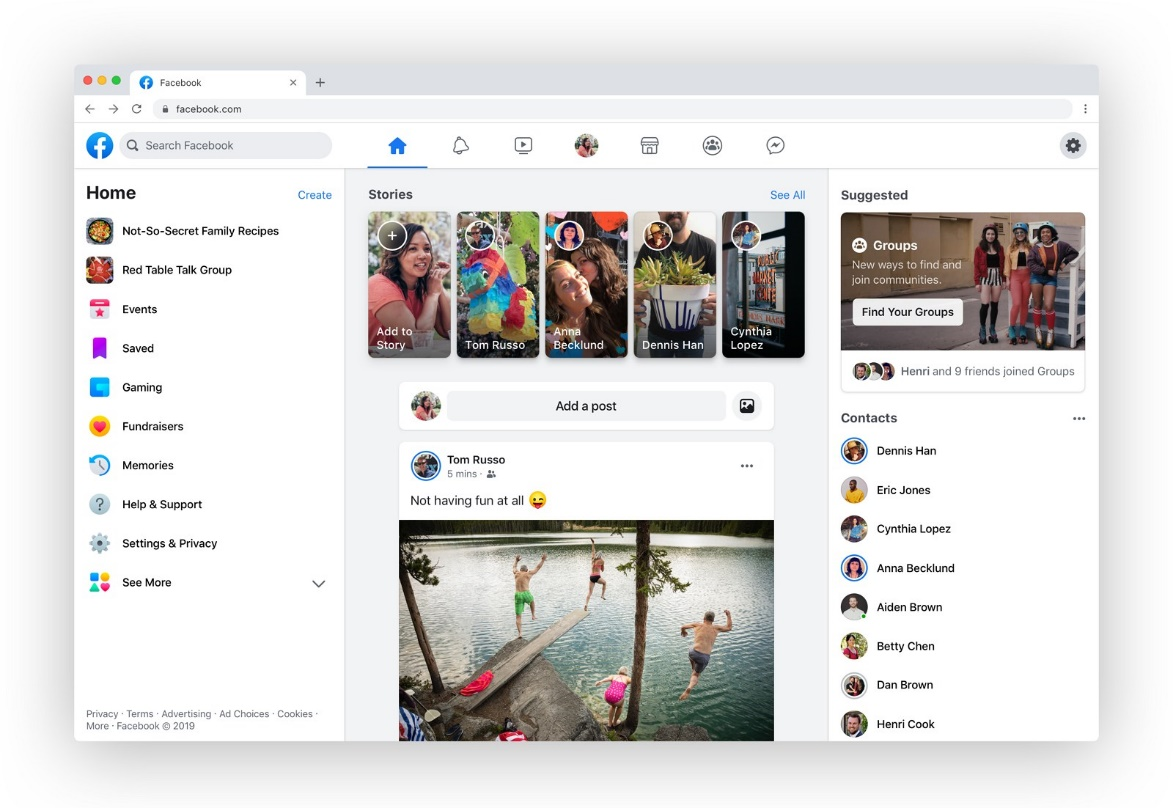 Facebook
facebook.com
Search Facebook
Home
Create
Not-So-Secret Family Recipes
Red Table Talk Group
Events
Saved
Gaming
Fundraisers
Memories
Help & Support
Settings & Privacy
See More
Privacy · Terms · Advertising · Ad Choices · Cookies ·
More · Facebook © 2019
Stories
See All
Add to
Story
Tom Russo
Anna
Becklund
Dennis Han
Cynthia
Lopez
Add a post
Tom Russo
5 mins ·
Not having fun at all 😜
Suggested
Groups
New ways to find and
join communities.
Find Your Groups
Henri and 9 friends joined Groups
Contacts
Dennis Han
Eric Jones
Cynthia Lopez
Anna Becklund
Aiden Brown
Betty Chen
Dan Brown
Henri Cook